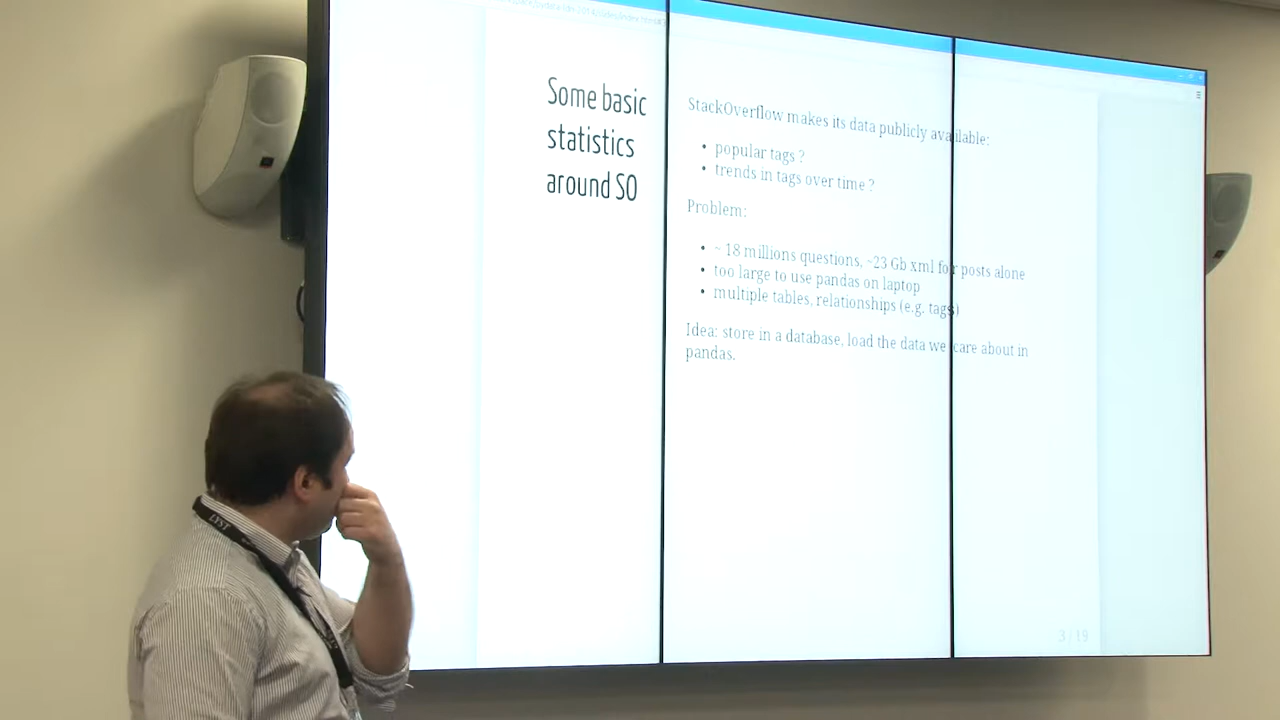 Some basic
statistics
around SO
StackOverflow makes its data publicly available:
• popular tags ?
• trends in tags over time ?
Problem:
• ~ 18 millions questions, ~23 Gb xml for posts alone
• too large to use pandas on laptop
• multiple tables, relationships (e.g. tags)
Idea: store in a database, load the data we care about in
pandas.
3 / 19
LYST